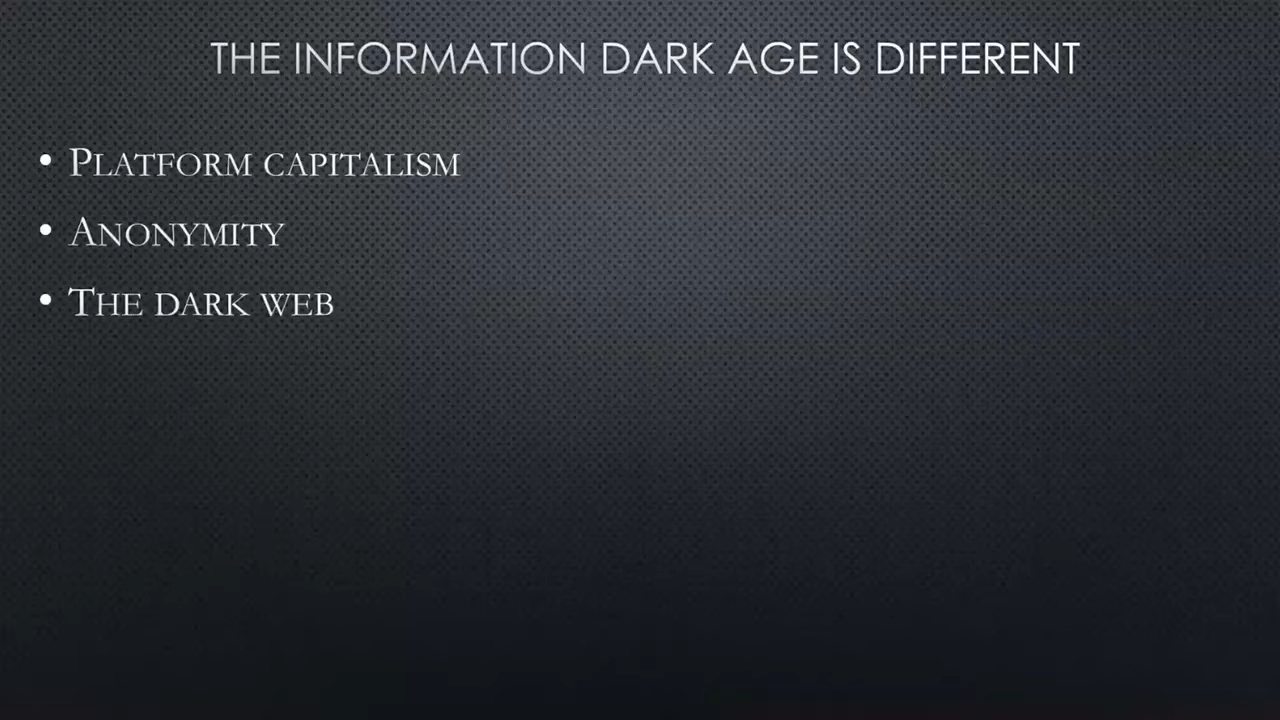 THE INFORMATION DARK AGE IS DIFFERENT
• PLATFORM CAPITALISM
• ANONYMITY
• THE DARK WEB